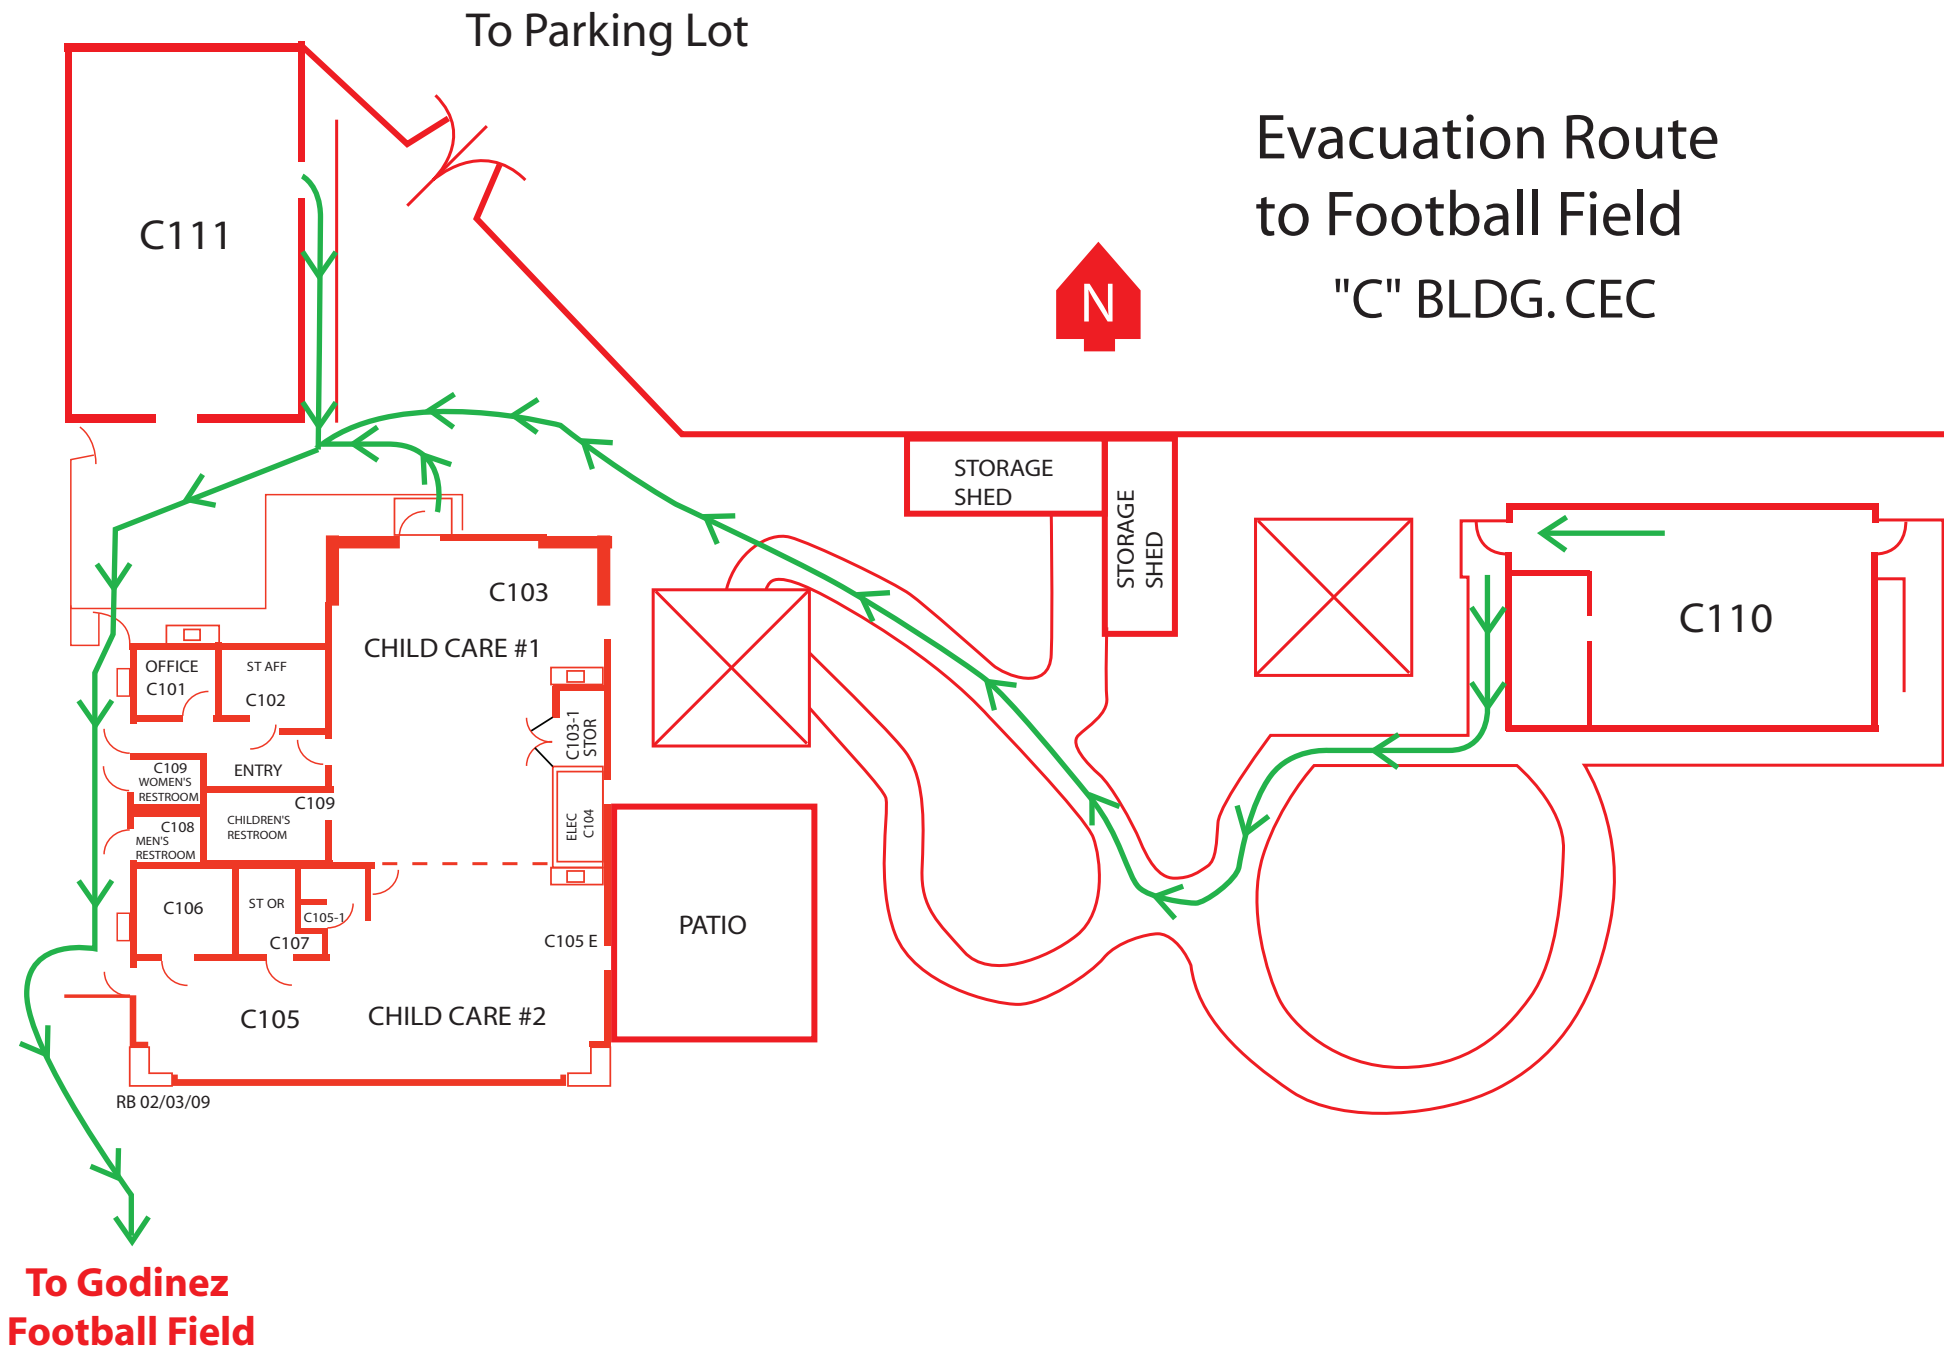 To Parking Lot
Evacuation Route
to Football Field
"C" BLDG. CEC
C111
N
STORAGE
SHED
STORAGE
SHED
C110
C103
CHILD CARE #1
OFFICE
C101
ST AFF
C102
C103-1
STOR
C109
WOMEN'S
RESTROOM
ENTRY
C109
CHILDREN'S
RESTROOM
C108
MEN'S
RESTROOM
ELEC
C104
C106
ST OR
C105-1
C107
C105 E
PATIO
C105
CHILD CARE #2
RB 02/03/09
To Godinez
Football Field